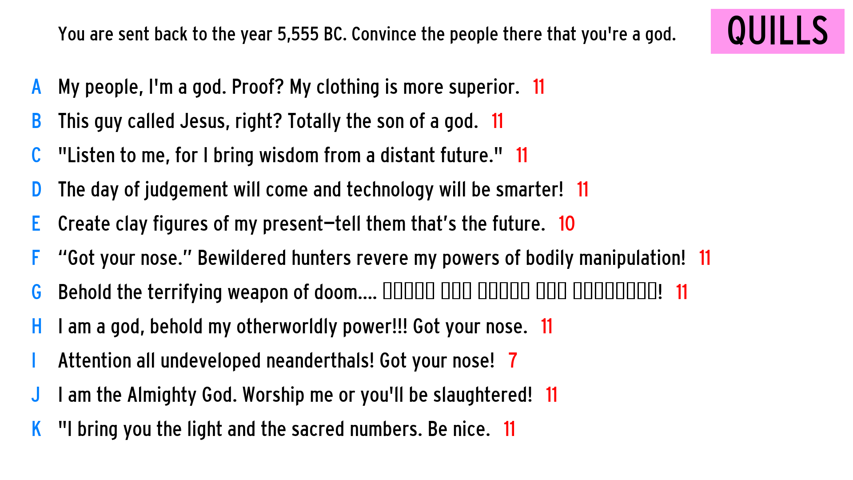 You are sent back to the year 5,555 BC. Convince the people there that you're a god.
QUILLS
A My people, I'm a god. Proof? My clothing is more superior. 11
B This guy called Jesus, right? Totally the son of a god. 11
C "Listen to me, for I bring wisdom from a distant future." 11
D The day of judgement will come and technology will be smarter! 11
E Create clay figures of my present—tell them that’s the future. 10
F “Got your nose.” Bewildered hunters revere my powers of bodily manipulation! 11
G Behold the terrifying weapon of doom.... ! 11
H I am a god, behold my otherworldly power!!! Got your nose. 11
I Attention all undeveloped neanderthals! Got your nose! 7
J I am the Almighty God. Worship me or you'll be slaughtered! 11
K "I bring you the light and the sacred numbers. Be nice. 11